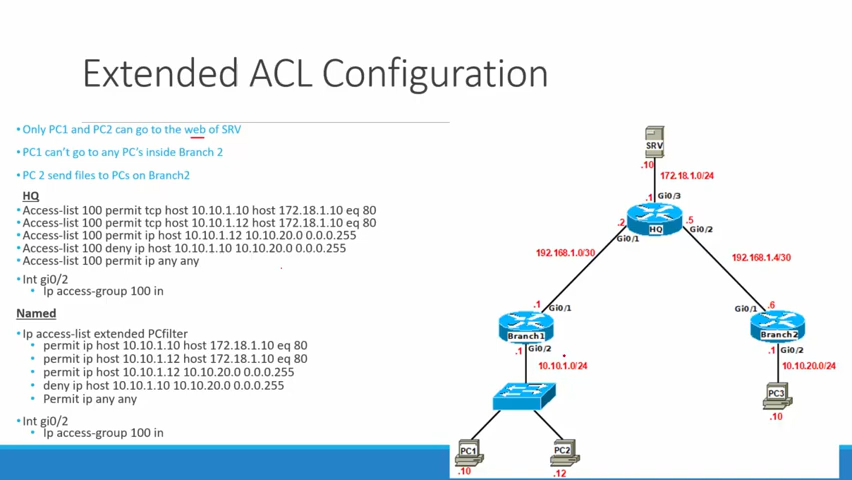 Extended ACL Configuration
• Only PC1 and PC2 can go to the web of SRV
• PC1 can't go to any PC's inside Branch 2
• PC 2 send files to PCs on Branch2
HQ
• Access-list 100 permit tcp host 10.10.1.10 host 172.18.1.10 eq 80
• Access-list 100 permit tcp host 10.10.1.12 host 172.18.1.10 eq 80
• Access-list 100 permit ip host 10.10.1.12 10.10.20.0 0.0.0.255
• Access-list 100 deny ip host 10.10.1.10 10.10.20.0 0.0.0.255
• Access-list 100 permit ip any any
• Int gi0/2
• Ip access-group 100 in
Named
• Ip access-list extended PCfilter
• permit ip host 10.10.1.10 host 172.18.1.10 eq 80
• permit ip host 10.10.1.12 host 172.18.1.10 eq 80
• permit ip host 10.10.1.12 10.10.20.0 0.0.0.255
• deny ip host 10.10.1.10 10.10.20.0 0.0.0.255
• Permit ip any any
• Int gi0/2
• Ip access-group 100 in
SRV
.10
172.18.1.0/24
.1 Gi0/3
.2 HQ .5
Gi0/1 Gi0/2
192.168.1.0/30
192.168.1.4/30
.1 Gi0/1
Gi0/1 .6
Branch1
Branch2
.1 Gi0/2
.1 Gi0/2
10.10.1.0/24
10.10.20.0/24
PC3
.10
PC1
PC2
.10
.12